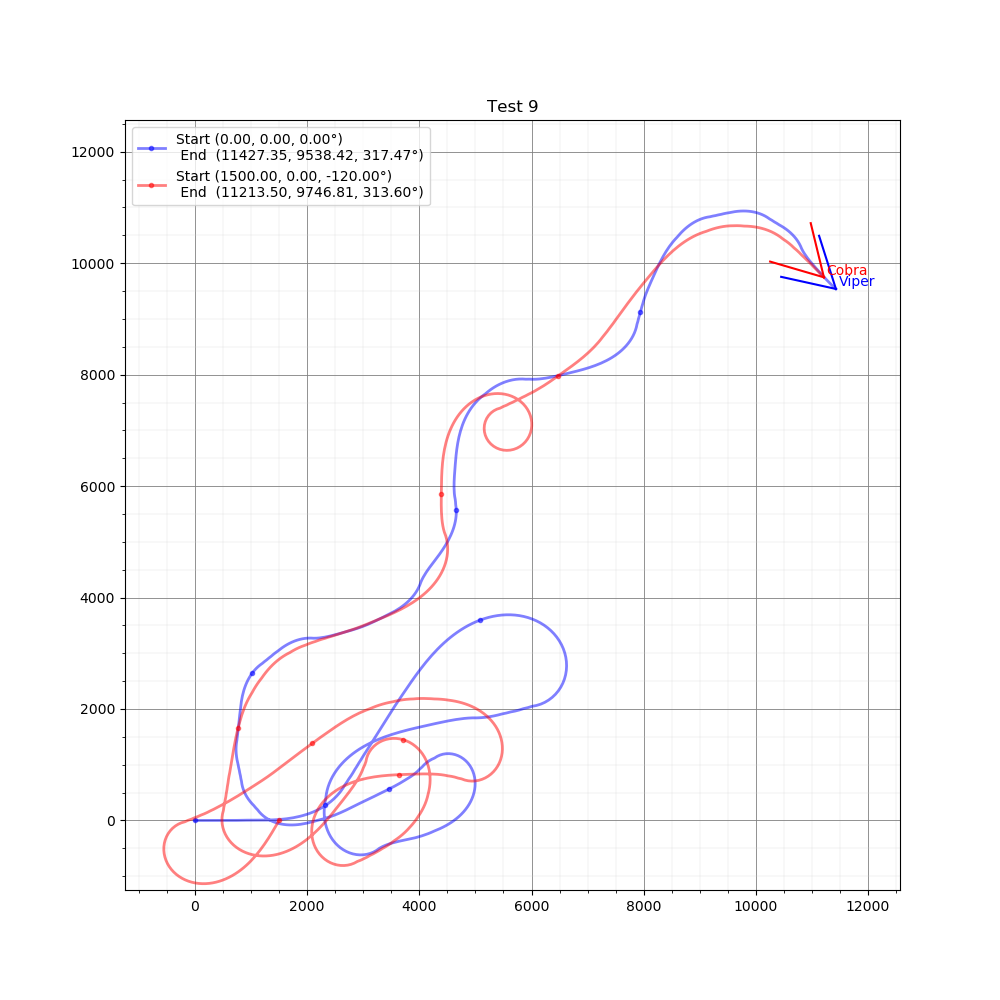 Test 9
Start (0.00, 0.00, 0.00°)
End  (11427.35, 9538.42, 317.47°)
Start (1500.00, 0.00, -120.00°)
End  (11213.50, 9746.81, 313.60°)
12000
10000
8000
6000
4000
2000
0
Cobra
Viper
0 2000 4000 6000 8000 10000 12000